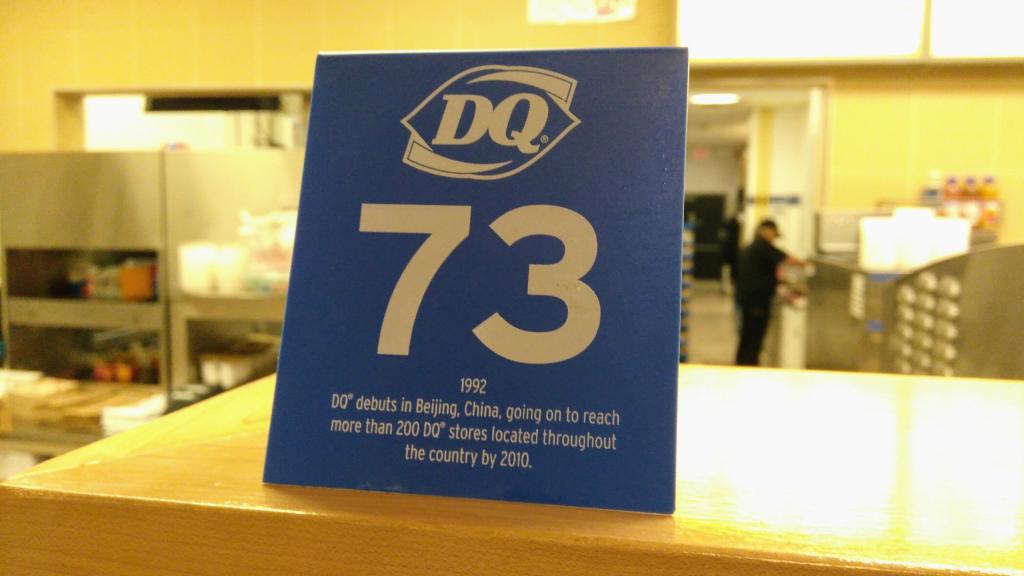 DQ®
73
1992
DQ® debuts in Beijing, China, going on to reach
more than 200 DQ® stores located throughout
the country by 2010.